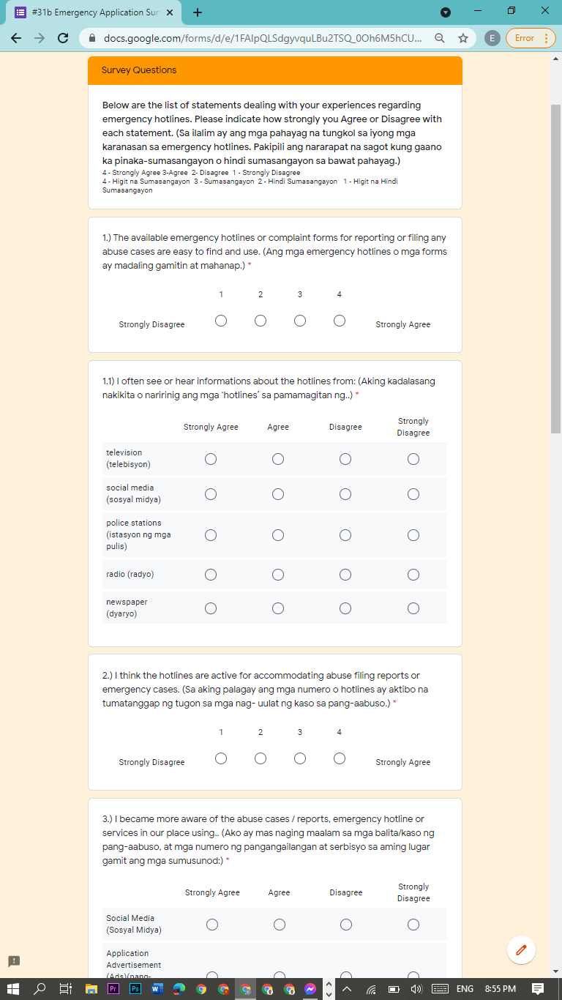 #31b Emergency Application Sur
docs.google.com/forms/d/e/1FAIpQLSdgyvquLBu2TSQ_0Oh6M5hCU...
E
Error
Survey Questions
Below are the list of statements dealing with your experiences regarding
emergency hotlines. Please indicate how strongly you Agree or Disagree with
each statement. (Sa ilalim ay ang mga pahayag na tungkol sa iyong mga
karanasan sa emergency hotlines. Pakipili ang nararapat na sagot kung gaano
ka pinaka-sumasangayon o hindi sumasangayon sa bawat pahayag.)
4 - Strongly Agree 3-Agree 2- Disagree 1 - Strongly Disagree
4 - Higit na Sumasangayon 3 - Sumasangayon 2 - Hindi Sumasangayon 1 - Higit na Hindi
Sumasangayon
1.) The available emergency hotlines or complaint forms for reporting or filing any
abuse cases are easy to find and use. (Ang mga emergency hotlines o mga forms
ay madaling gamitin at mahanap.) *
1 2 3 4
Strongly Disagree Strongly Agree
1.1) I often see or hear informations about the hotlines from: (Aking kadalasang
nakikita o naririnig ang mga 'hotlines' sa pamamagitan ng..) *
Strongly Agree Agree Disagree Strongly
Disagree
television
(telebisyon)
social media
(sosyal midya)
police stations
(istasyon ng mga
pulis)
radio (radyo)
newspaper
(dyaryo)
2.) I think the hotlines are active for accommodating abuse filing reports or
emergency cases. (Sa aking palagay ang mga numero o hotlines ay aktibo na
tumatanggap ng tugon sa mga nag- uulat ng kaso sa pang-aabuso.) *
1 2 3 4
Strongly Disagree Strongly Agree
3.) I became more aware of the abuse cases / reports, emergency hotline or
services in our place using.. (Ako ay mas naging maalam sa mga balita/kaso ng
pang-aabuso, at mga numero ng pangangailangan at serbisyo sa aming lugar
gamit ang mga sumusunod:) *
Strongly Agree Agree Disagree Strongly
Disagree
Social Media
(Sosyal Midya)
Application
Advertisement
(Ads)(pang-
Pr Ps W ENG 8:55 PM